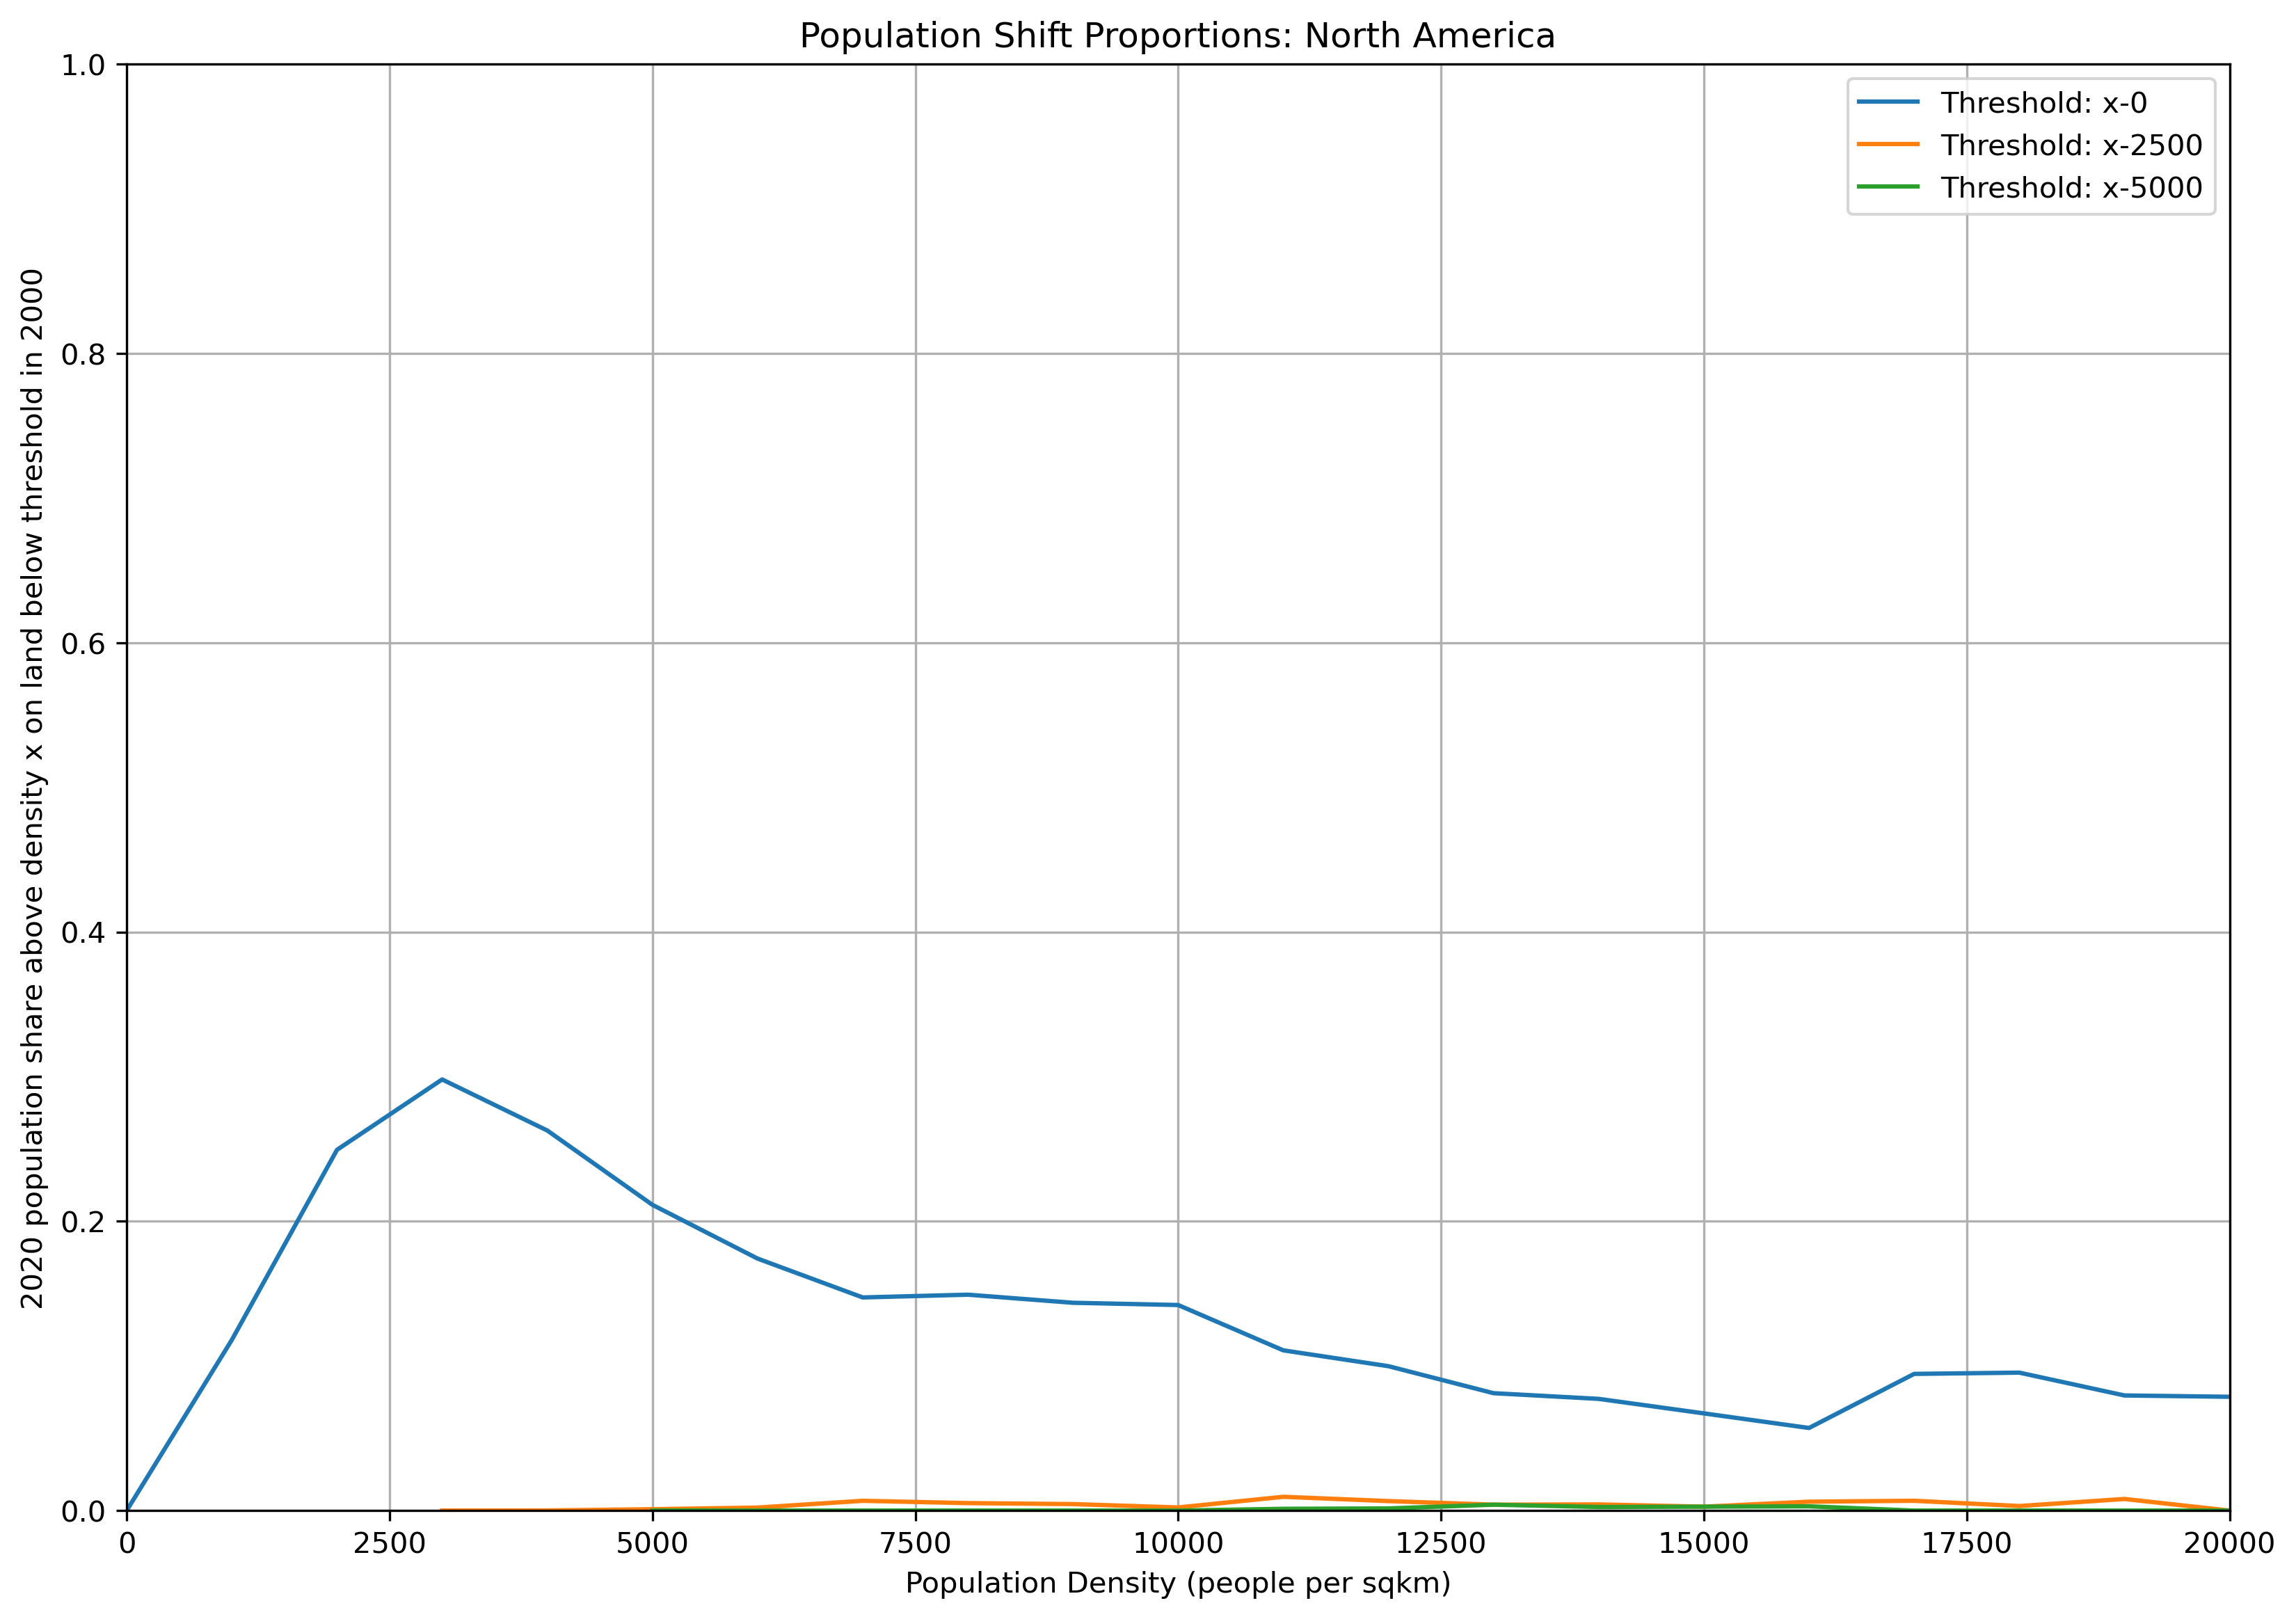 Population Shift Proportions: North America
1.0
0.8
0.6
0.4
0.2
0.0
2020 population share above density x on land below threshold in 2000
Threshold: x-0
Threshold: x-2500
Threshold: x-5000
0 2500 5000 7500 10000 12500 15000 17500 20000
Population Density (people per sqkm)